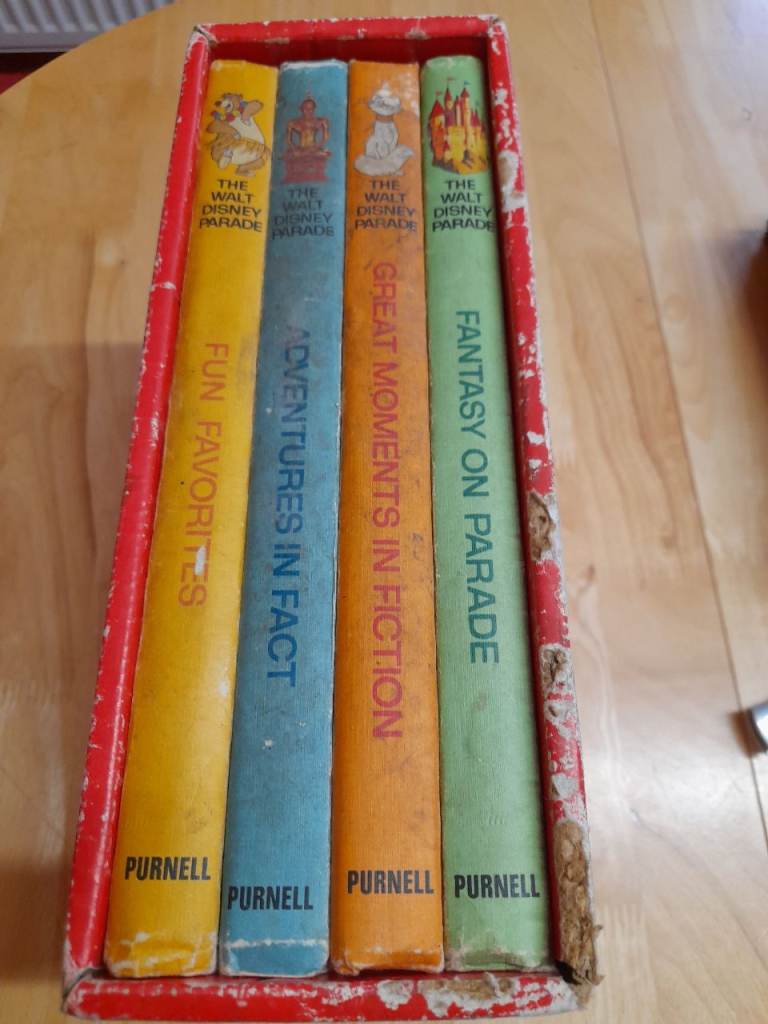 THE
WALT
DISNEY
PARADE
FUN FAVORITES
PURNELL
THE
WALT
DISNEY
PARADE
ADVENTURES IN FACT
PURNELL
THE
WALT
DISNEY
PARADE
GREAT MOMENTS IN FICTION
PURNELL
THE
WALT
DISNEY
PARADE
FANTASY ON PARADE
PURNELL